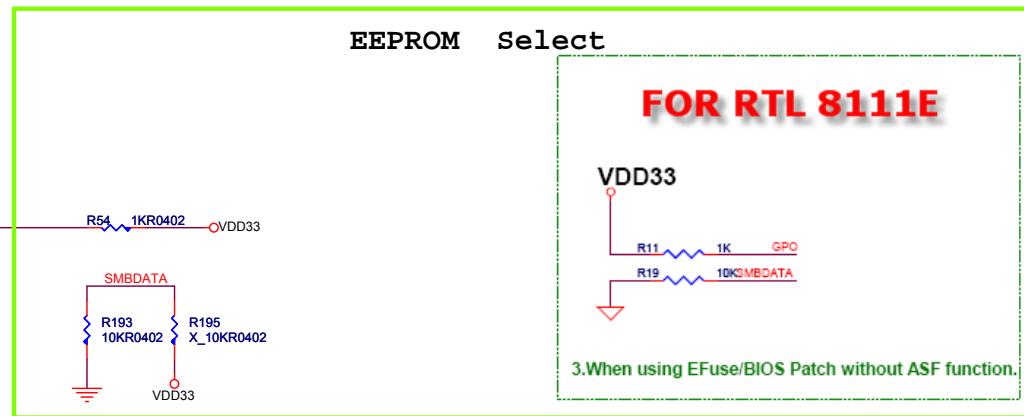 EEPROM Select
FOR RTL 8111E
VDD33
R54 1KR0402 VDD33
R11 1K GPO
R19 10K SMBDATA
SMBDATA
R193 R195
10KR0402 X_10KR0402
VDD33
3.When using EFuse/BIOS Patch without ASF function.